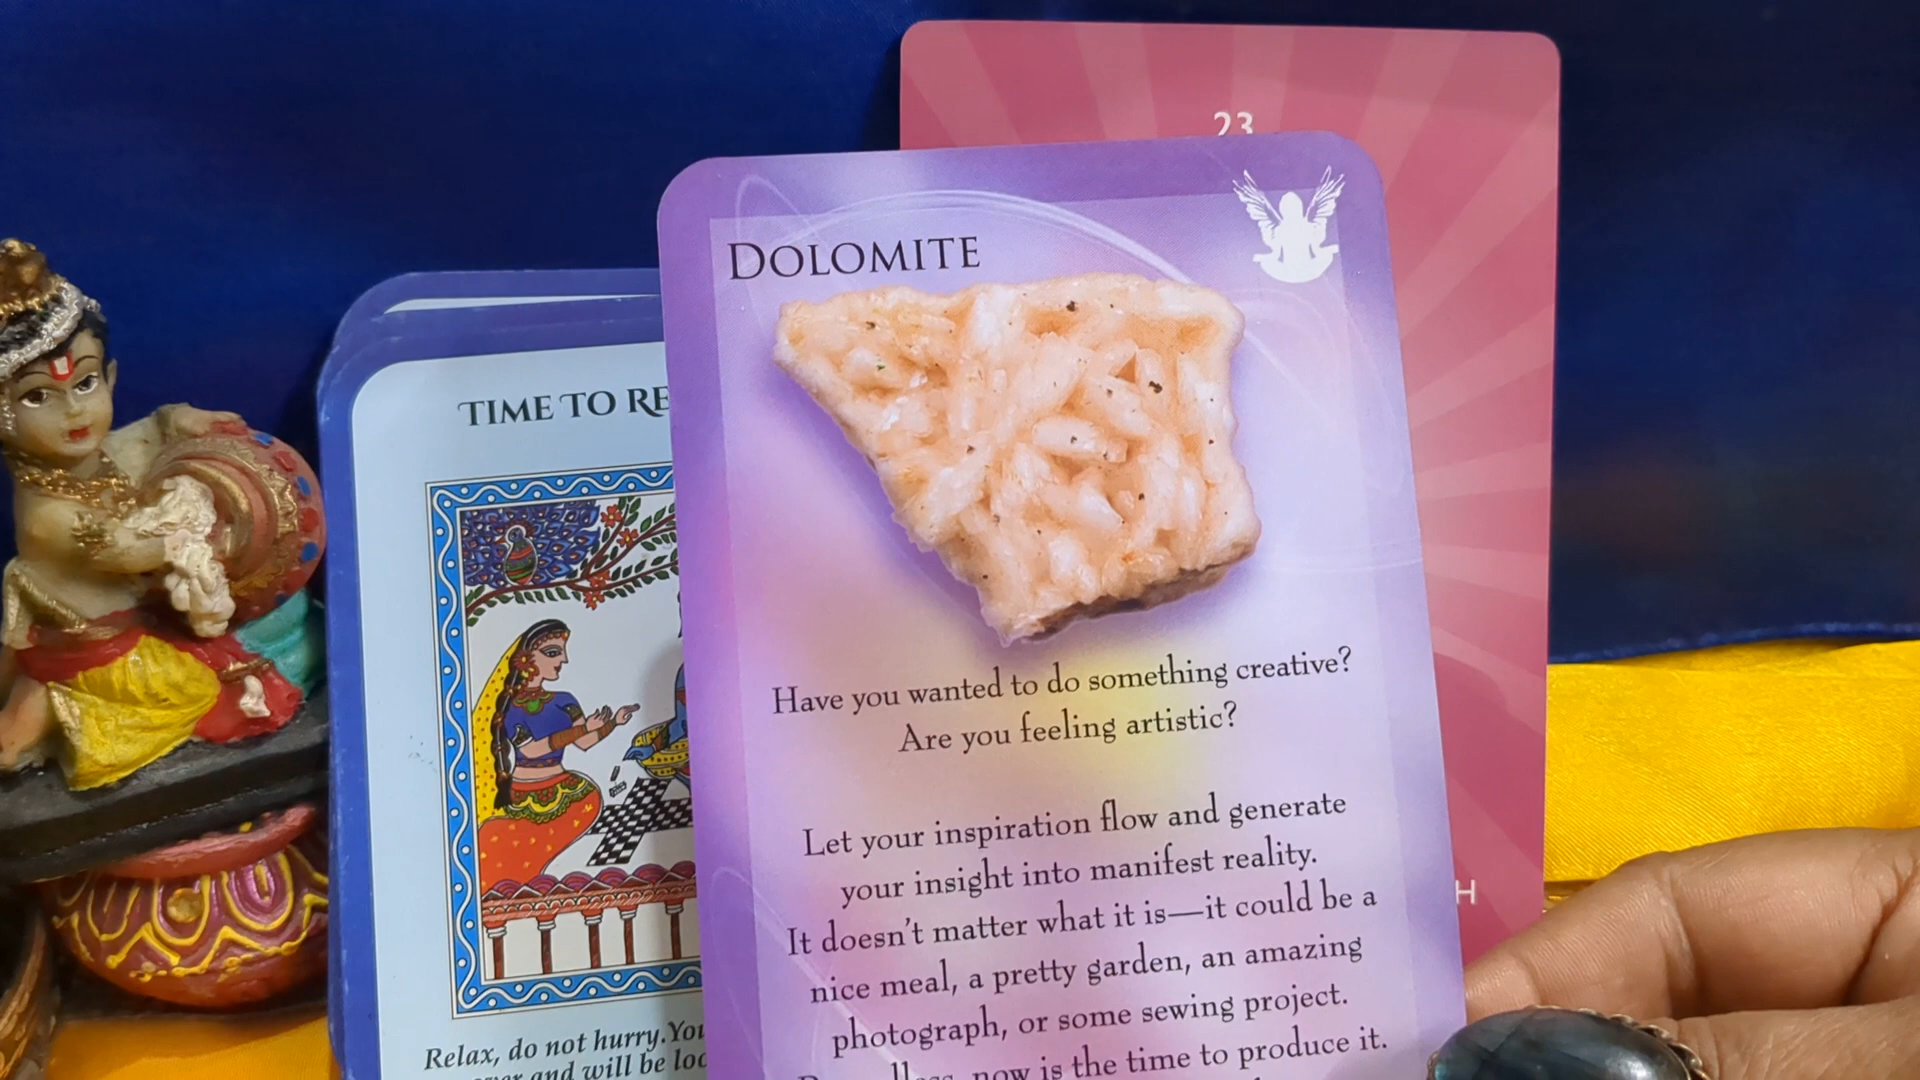 23
DOLOMITE
Have you wanted to do something creative?
Are you feeling artistic?
Let your inspiration flow and generate
your insight into manifest reality.
It doesn't matter what it is—it could be a
nice meal, a pretty garden, an amazing
photograph, or some sewing project.
now is the time to produce it.
TIME TO RE
Relax, do not hurry. You
and will be loo
H